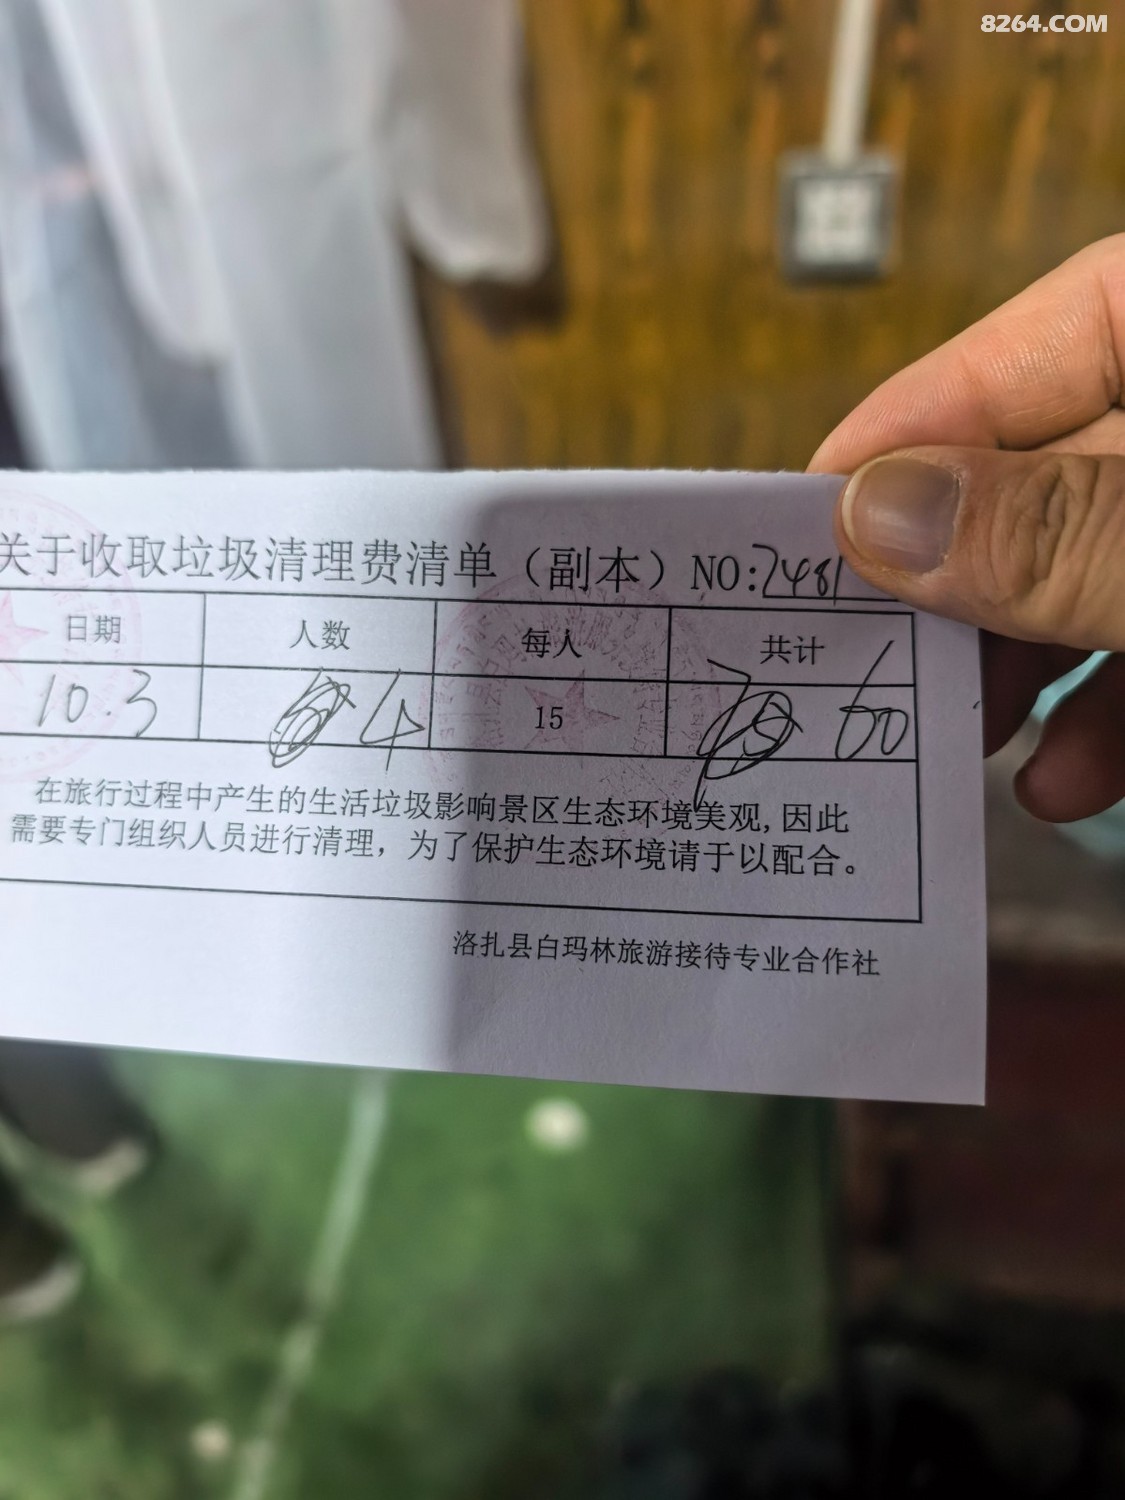 8264.COM
关于收取垃圾清理费清单（副本）NO:2481
日期 人数 每人 共计
10.3 4 15 60
在旅行过程中产生的生活垃圾影响景区生态环境美观,因此
需要专门组织人员进行清理，为了保护生态环境请于以配合。
洛扎县白玛林旅游接待专业合作社